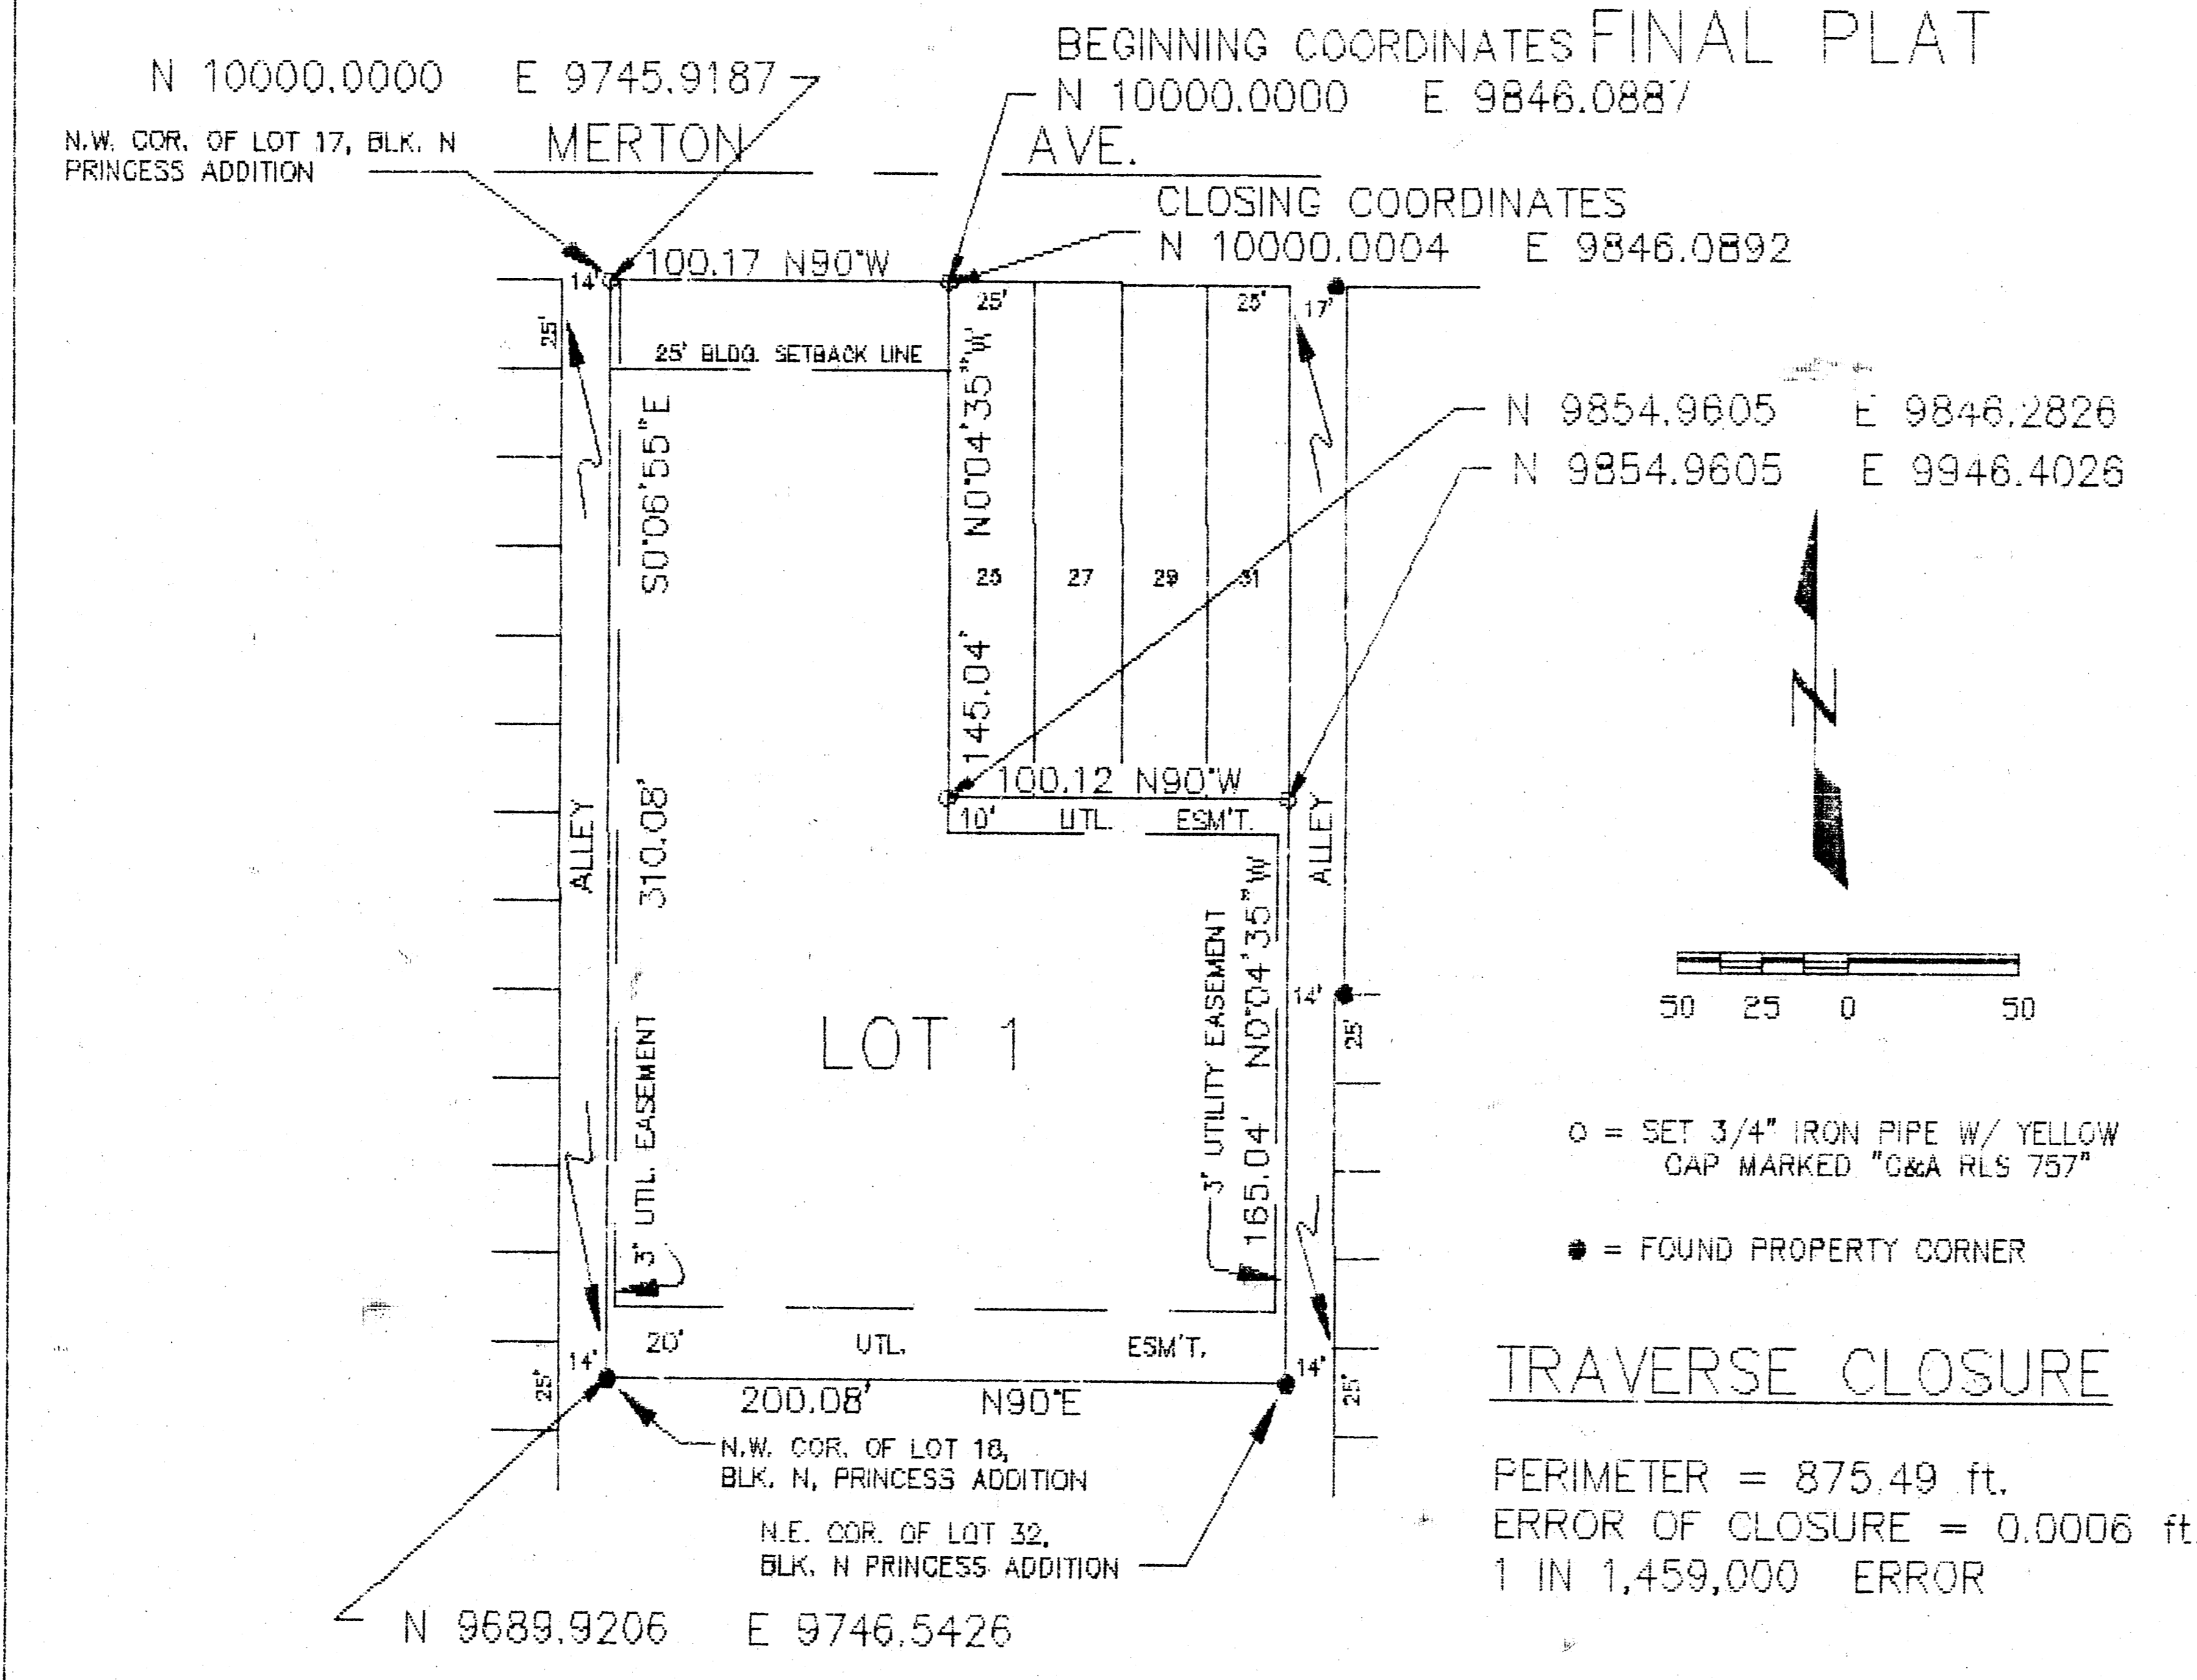 BEGINNING COORDINATES FINAL PLAT
N 10000.0000 E 9745.9187
N 10000.0000 E 9846.0887
N.W. COR. OF LOT 17, BLK. N
PRINCESS ADDITION
MERTON AVE.
CLOSING COORDINATES
N 10000.0004 E 9846.0892
14'
100.17 N90°W
25'
25'
17'
25'
25' BLDG. SETBACK LINE
N 9854.9605 E 9846.2826
N 9854.9605 E 9946.4026
S0°06'55"E
310.08'
N0°04'35"W
145.04'
25
27
29
31
N
100.12 N90°W
10' UTL. ESM'T.
ALLEY
ALLEY
3' UTILITY EASEMENT
165.04' N0°04'35"W
14'
25'
50 25 0 50
LOT 1
3" UTIL. EASEMENT
O = SET 3/4" IRON PIPE W/ YELLOW
CAP MARKED "C&A RLS 757"
● = FOUND PROPERTY CORNER
20' UTL. ESM'T.
14'
25'
14'
25'
200.08' N90°E
TRAVERSE CLOSURE
N.W. COR. OF LOT 18,
BLK. N, PRINCESS ADDITION
N.E. COR. OF LOT 32,
BLK. N PRINCESS ADDITION
PERIMETER = 875.49 ft.
ERROR OF CLOSURE = 0.0006 ft.
1 IN 1,459,000 ERROR
N 9689.9206 E 9746.5426